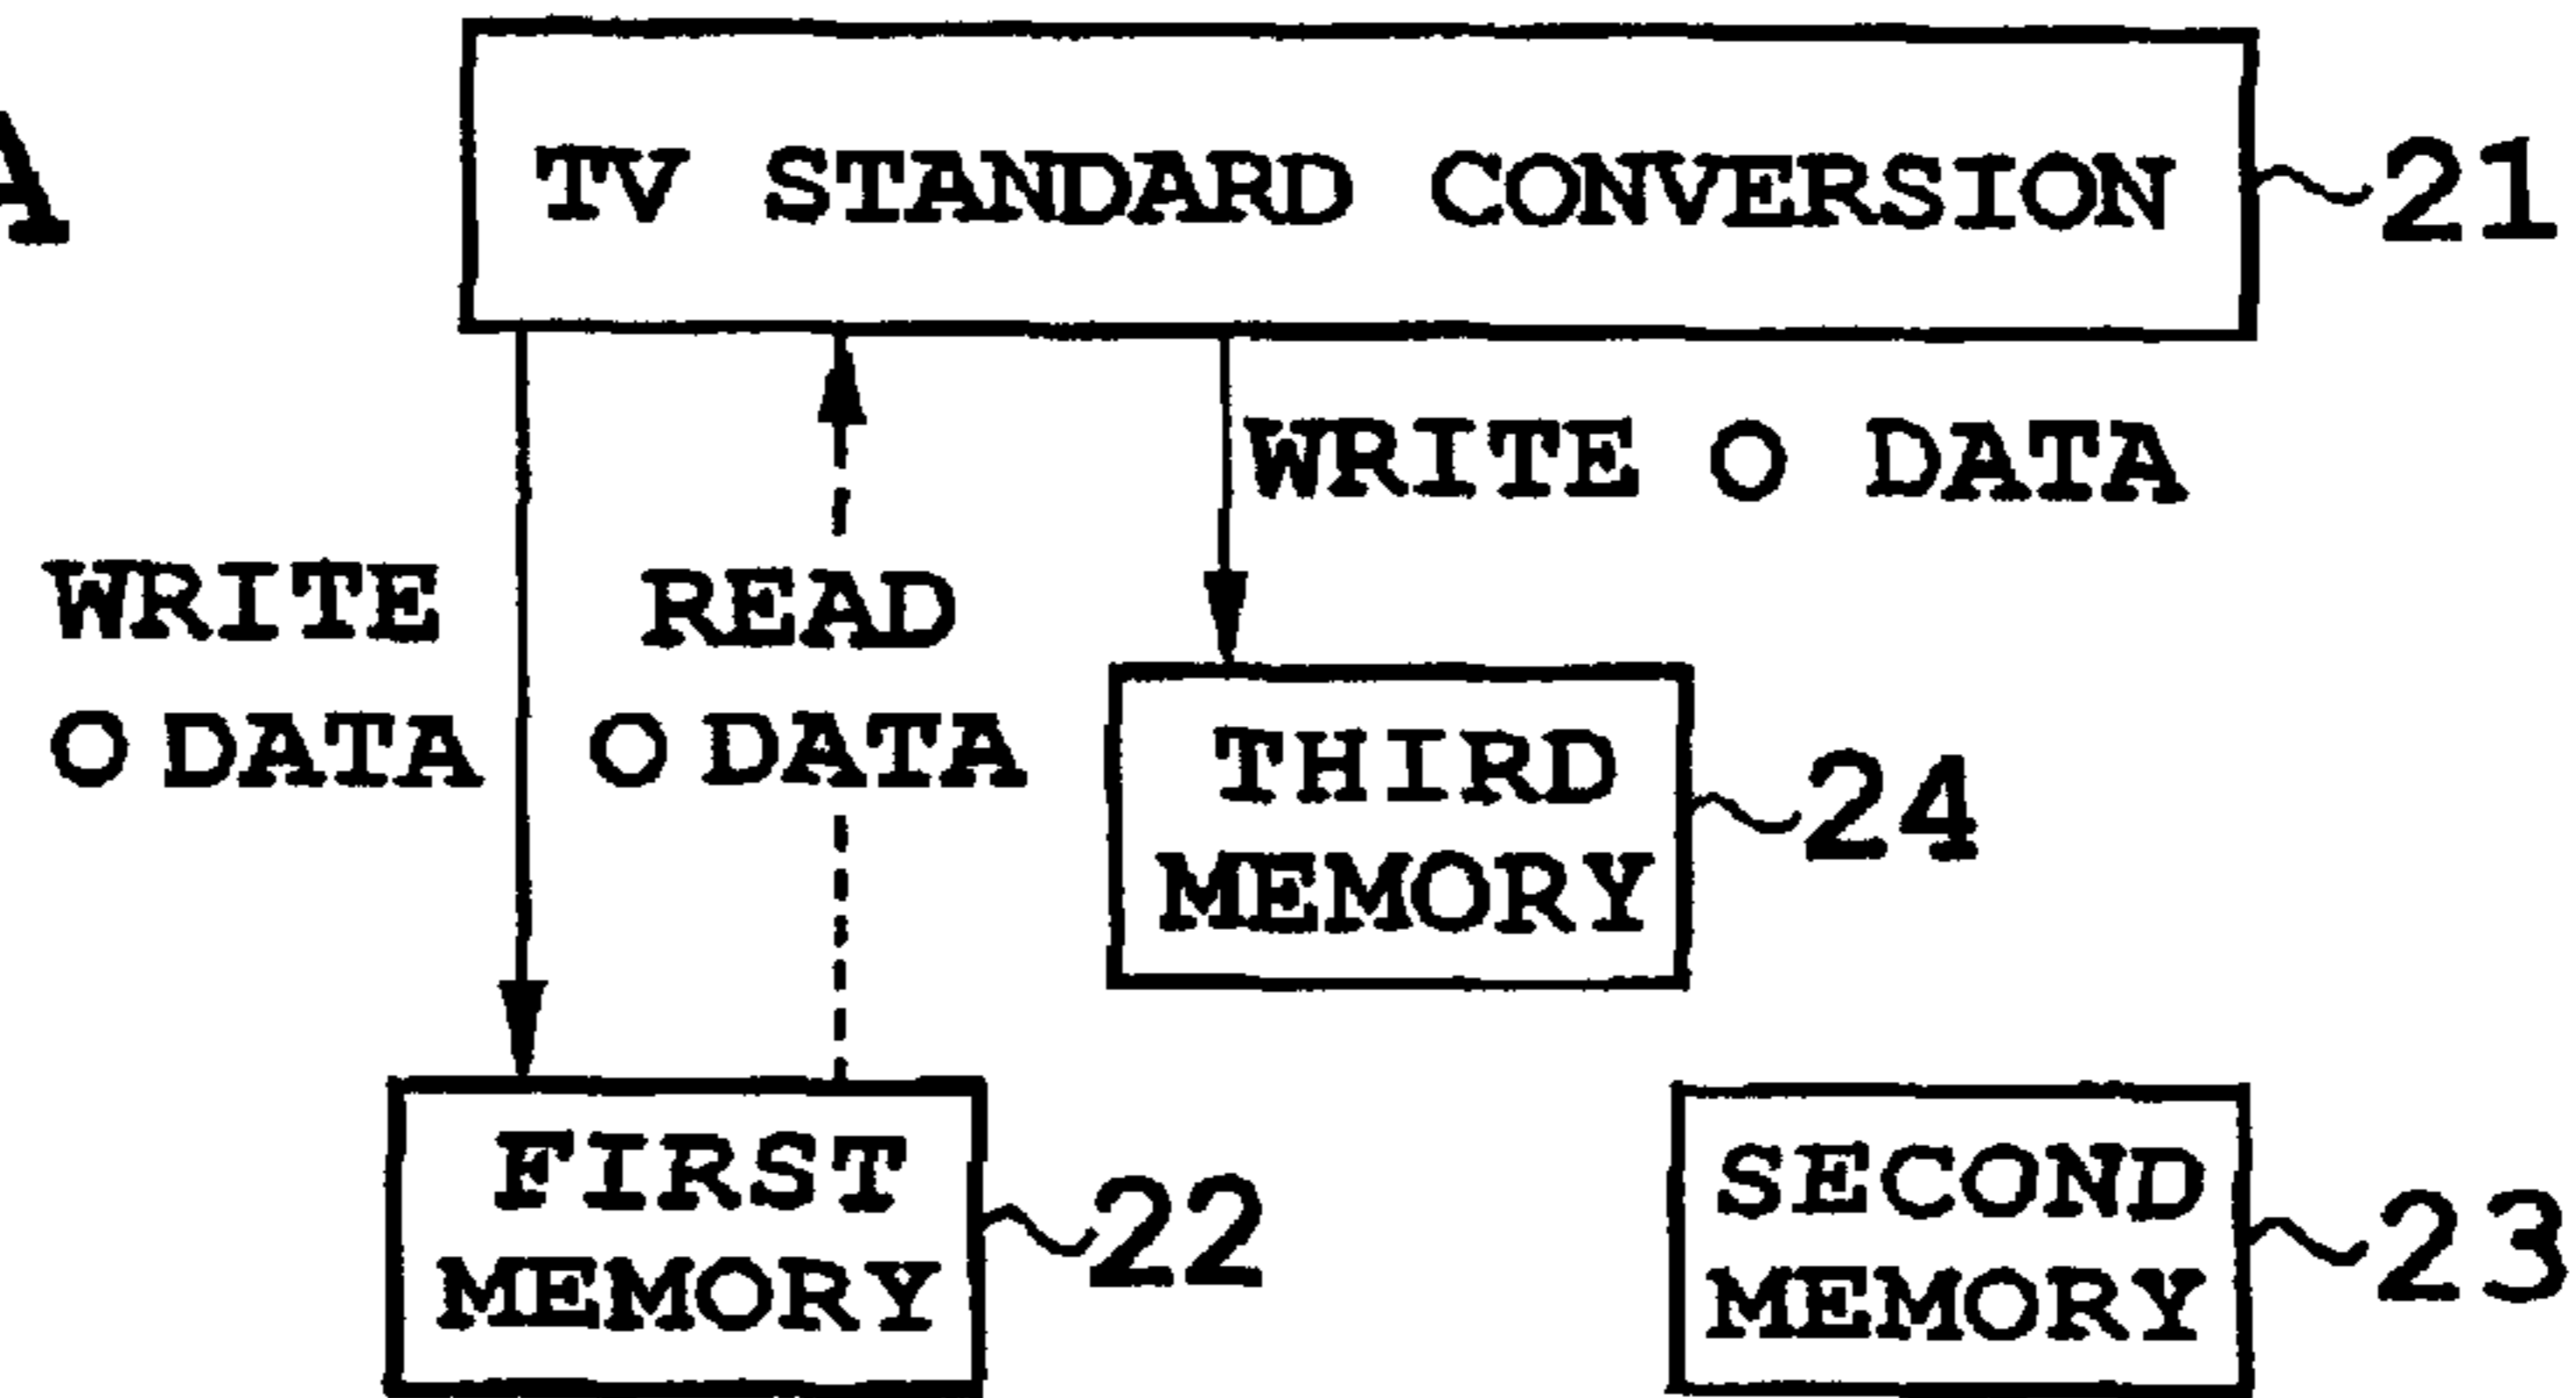 A
TV STANDARD CONVERSION
21
WRITE O DATA
WRITE
O DATA
READ
O DATA
THIRD
MEMORY
24
FIRST
MEMORY
22
SECOND
MEMORY
23